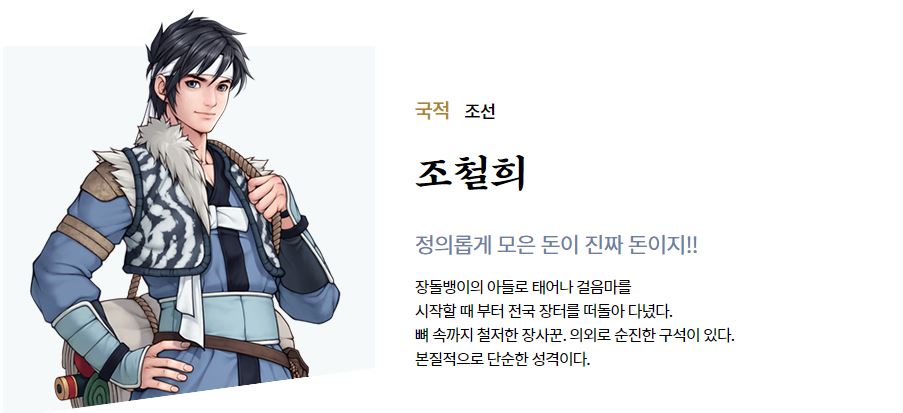 국적 조선
조철희
정의롭게 모은 돈이 진짜 돈이지!!
장돌뱅이의 아들로 태어나 걸음마를
시작할 때 부터 전국 장터를 떠돌아 다녔다.
뼈 속까지 철저한 장사꾼. 의외로 순진한 구석이 있다.
본질적으로 단순한 성격이다.